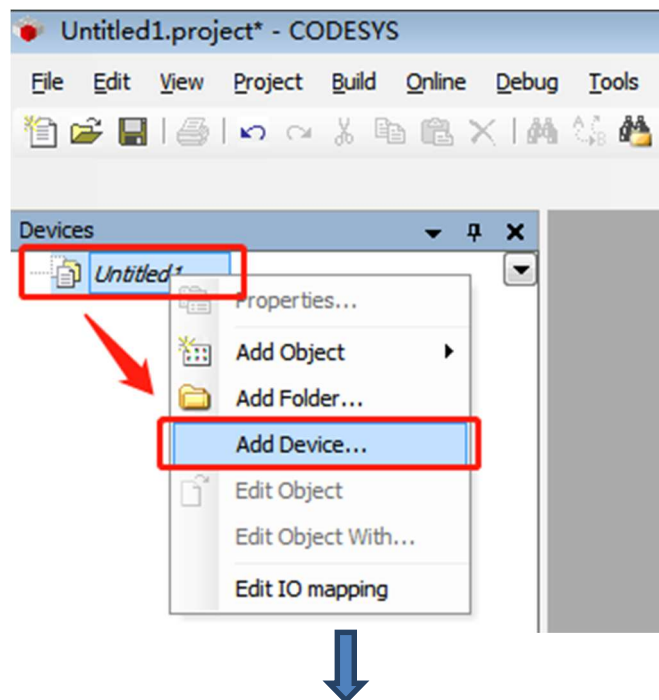 Untitled1.project* - CODESYS
File Edit View Project Build Online Debug Tools
Devices
Untitled1
Properties...
Add Object
Add Folder...
Add Device...
Edit Object
Edit Object With...
Edit IO mapping